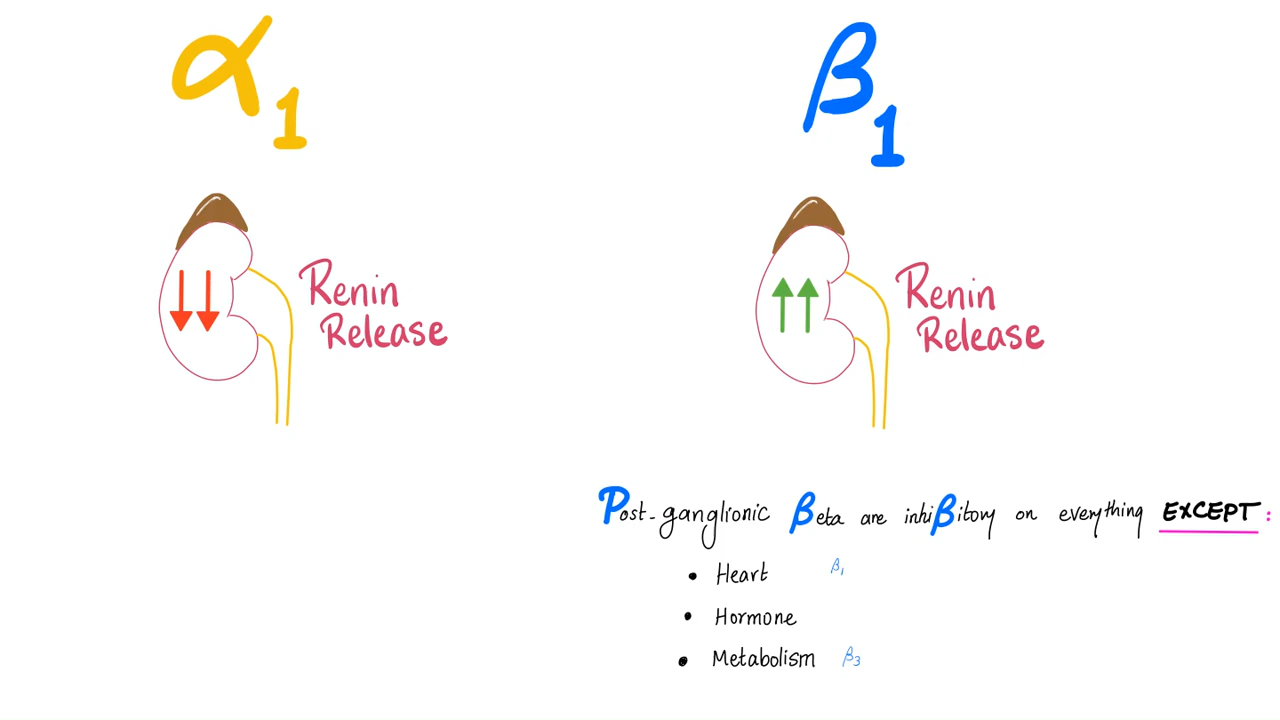 α1
Renin
Release
β1
Renin
Release
Post-ganglionic Beta are inhiBitory on everything EXCEPT:
• Heart β1
• Hormone
• Metabolism β3